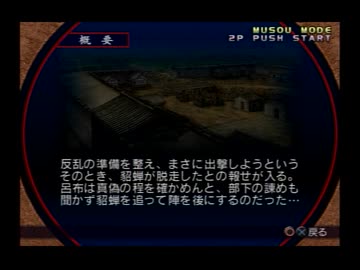 MUSOU MODE
2P PUSH START
概要
反乱の準備を整え、まさに出撃しようという
そのとき、貂蝉が脱走したとの報せが入る。
呂布は真偽の程を確かめんと、部下の諫めも
聞かず貂蝉を追って陣を後にするのだった…
戻る